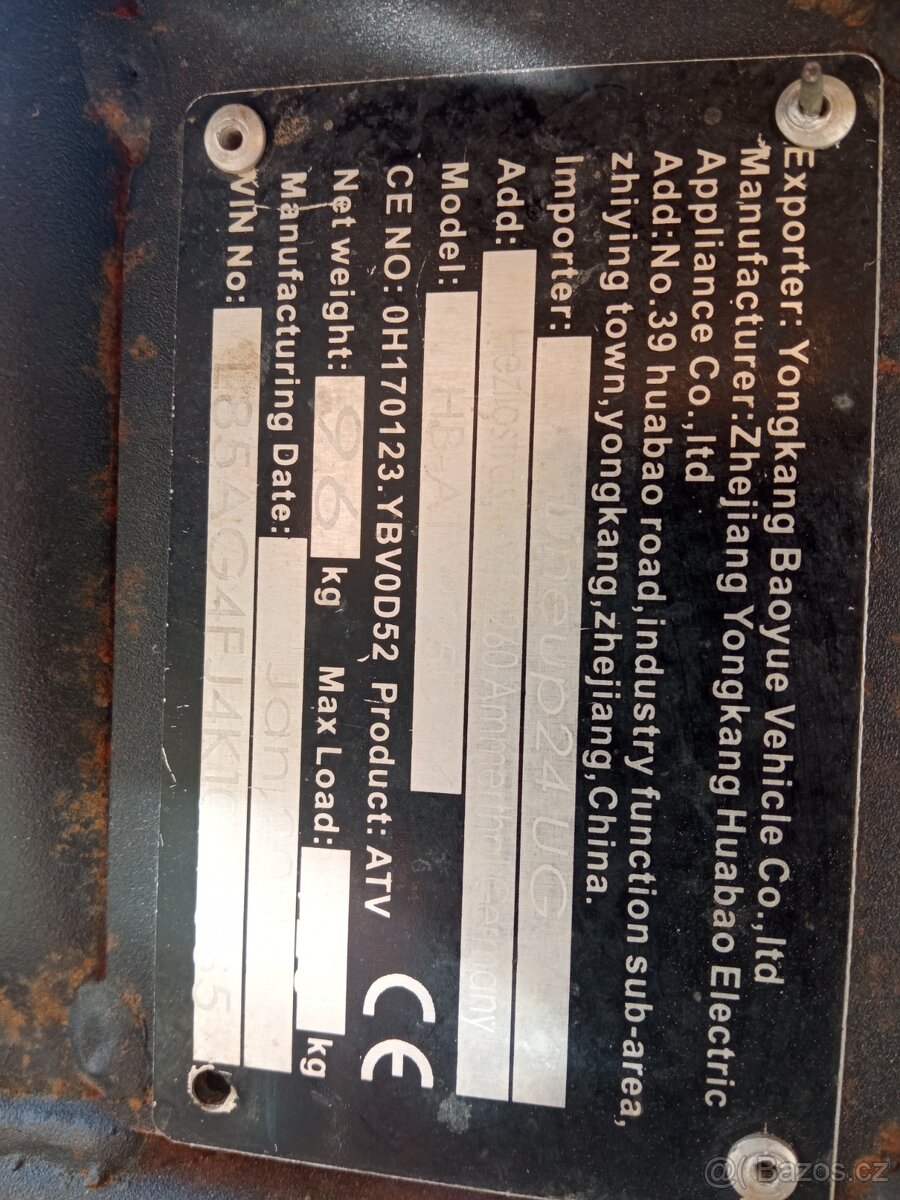 Exporter: Yongkang Baoyue Vehicle Co.,ltd
Manufacturer:Zhejiang Yongkang Huabao Electric
Appliance Co.,ltd
Add:No.39 huabao road,industry function sub-area,
zhiying town,yongkang,zhejiang,China.
Importer: Tineup24 UG
Add:
Model:
CE NO: 0H170123.YBV0D52 Product: ATV CE
Net weight: 96 kg Max Load: kg
Manufacturing Date:
VIN No:
@( Bazos.cz